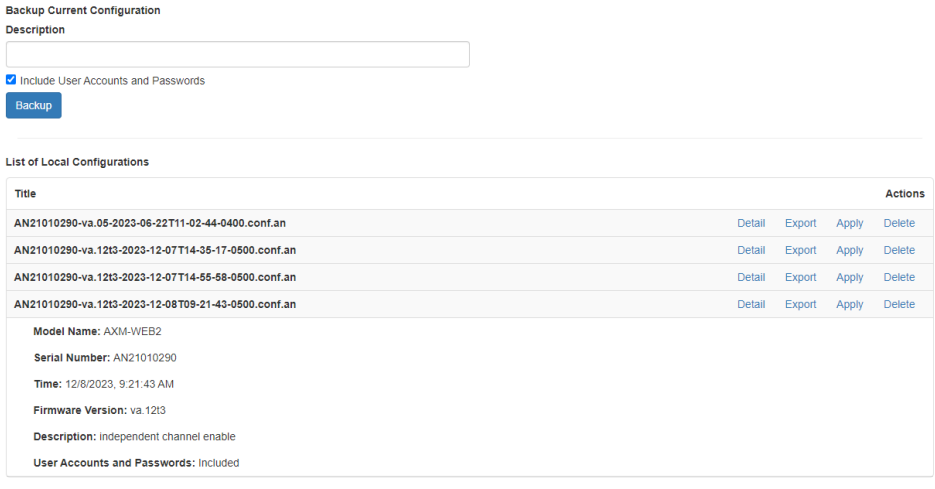 Backup Current Configuration
Description
Include User Accounts and Passwords
Backup
List of Local Configurations
Title Actions
AN21010290-va.05-2023-06-22T11-02-44-0400.conf.an Detail Export Apply Delete
AN21010290-va.12t3-2023-12-07T14-35-17-0500.conf.an Detail Export Apply Delete
AN21010290-va.12t3-2023-12-07T14-55-58-0500.conf.an Detail Export Apply Delete
AN21010290-va.12t3-2023-12-08T09-21-43-0500.conf.an Detail Export Apply Delete
Model Name: AXM-WEB2
Serial Number: AN21010290
Time: 12/8/2023, 9:21:43 AM
Firmware Version: va.12t3
Description: independent channel enable
User Accounts and Passwords: Included